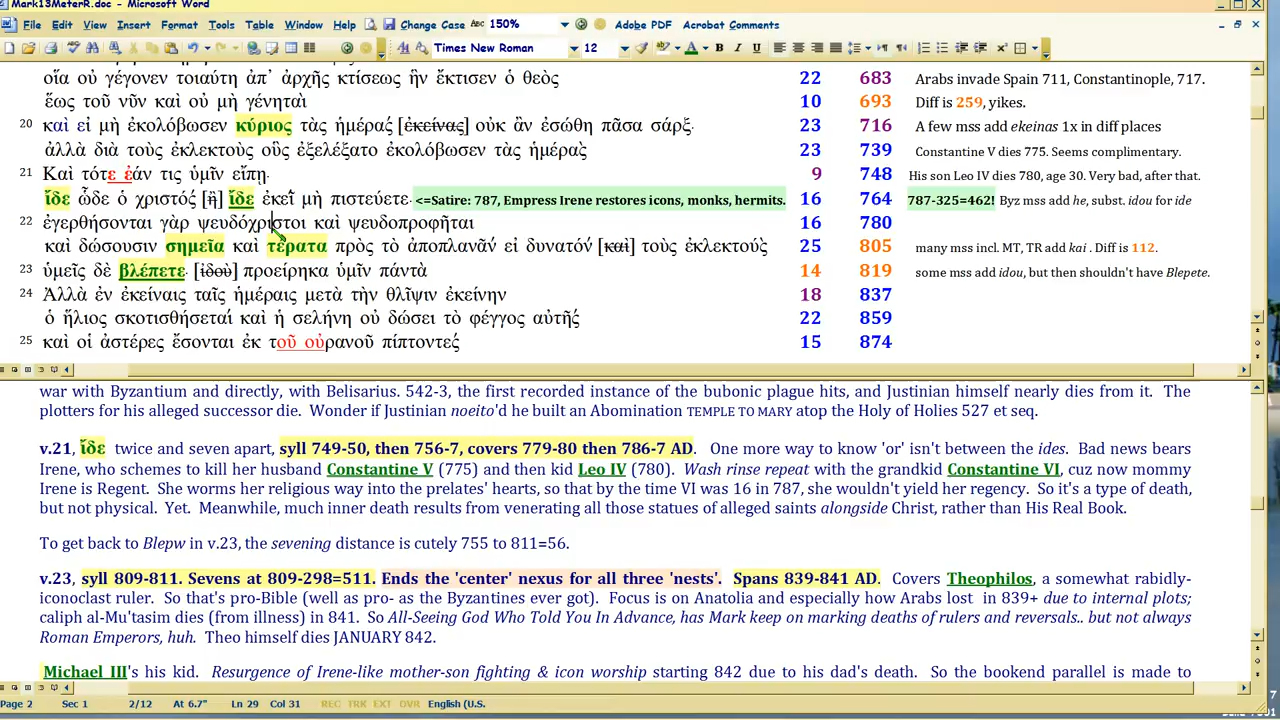 Mark13MeterR.doc - Microsoft Word
File Edit View Insert Format Tools Table Window Help Change Case 150% Adobe PDF Acrobat Comments
Times New Roman 12
οἵα οὐ γέγονεν τοιαύτη ἀπ' ἀρχῆς κτίσεως ἣν ἔκτισεν ὁ θεὸς 22 683 Arabs invade Spain 711, Constantinople, 717.
ἕως τοῦ νῦν καὶ οὐ μὴ γένηταὶ 10 693 Diff is 259, yikes.
20 καὶ εἰ μὴ ἐκολόβωσεν κύριος τὰς ἡμέρας [ἐκείνας] οὐκ ἂν ἐσώθη πᾶσα σάρξ. 23 716 A few mss add ekeinas 1x in diff places
ἀλλὰ διὰ τοὺς ἐκλεκτοὺς οὓς ἐξελέξατο ἐκολόβωσεν τὰς ἡμέρας 23 739 Constantine V dies 775. Seems complimentary.
21 Καὶ τότε ἐάν τις ὑμῖν εἴπῃ. 9 748 His son Leo IV dies 780, age 30. Very bad, after that.
ἴδε ὧδε ὁ χριστός [ἢ] ἴδε ἐκεῖ μὴ πιστεύετε. <=Satire: 787, Empress Irene restores icons, monks, hermits. 16 764 787-325=462! Byz mss add he, subst. idou for ide
22 ἐγερθήσονται γὰρ ψευδόχριστοι καὶ ψευδοπροφῆται 16 780
καὶ δώσουσιν σημεῖα καὶ τέρατα πρὸς τὸ ἀποπλανᾶν εἰ δυνατόν [καὶ] τοὺς ἐκλεκτούς 25 805 many mss incl. MT, TR add kai . Diff is 112.
23 ὑμεῖς δὲ βλέπετε. [ἰδοὺ] προείρηκα ὑμῖν πάντὰ 14 819 some mss add idou, but then shouldn't have Blepete.
24 Ἀλλὰ ἐν ἐκείναις ταῖς ἡμέραις μετὰ τὴν θλῖψιν ἐκείνην 18 837
ὁ ἥλιος σκοτισθήσεταί καὶ ἡ σελήνη οὐ δώσει τὸ φέγγος αὐτῆς 22 859
25 καὶ οἱ ἀστέρες ἔσονται ἐκ τοῦ οὐρανοῦ πίπτοντές 15 874
war with Byzantium and directly, with Belisarius. 542-3, the first recorded instance of the bubonic plague hits, and Justinian himself nearly dies from it. The
plotters for his alleged successor die. Wonder if Justinian noeito'd he built an Abomination TEMPLE TO MARY atop the Holy of Holies 527 et seq.
v.21, ἴδε twice and seven apart, syll 749-50, then 756-7, covers 779-80 then 786-7 AD. One more way to know 'or' isn't between the ides. Bad news bears
Irene, who schemes to kill her husband Constantine V (775) and then kid Leo IV (780). Wash rinse repeat with the grandkid Constantine VI, cuz now mommy
Irene is Regent. She worms her religious way into the prelates' hearts, so that by the time VI was 16 in 787, she wouldn't yield her regency. So it's a type of death,
but not physical. Yet. Meanwhile, much inner death results from venerating all those statues of alleged saints alongside Christ, rather than His Real Book.
To get back to Blepw in v.23, the sevening distance is cutely 755 to 811=56.
v.23, syll 809-811. Sevens at 809-298=511. Ends the 'center' nexus for all three 'nests'. Spans 839-841 AD. Covers Theophilos, a somewhat rabidly-
iconoclast ruler. So that's pro-Bible (well as pro- as the Byzantines ever got). Focus is on Anatolia and especially how Arabs lost in 839+ due to internal plots;
caliph al-Mu'tasim dies (from illness) in 841. So All-Seeing God Who Told You In Advance, has Mark keep on marking deaths of rulers and reversals.. but not always
Roman Emperors, huh. Theo himself dies JANUARY 842.
Michael III's his kid. Resurgence of Irene-like mother-son fighting & icon worship starting 842 due to his dad's death. So the bookend parallel is made to
Page 2 Sec 1 2/12 At 6.7" Ln 29 Col 31 REC TRK EXT OVR English (U.S.